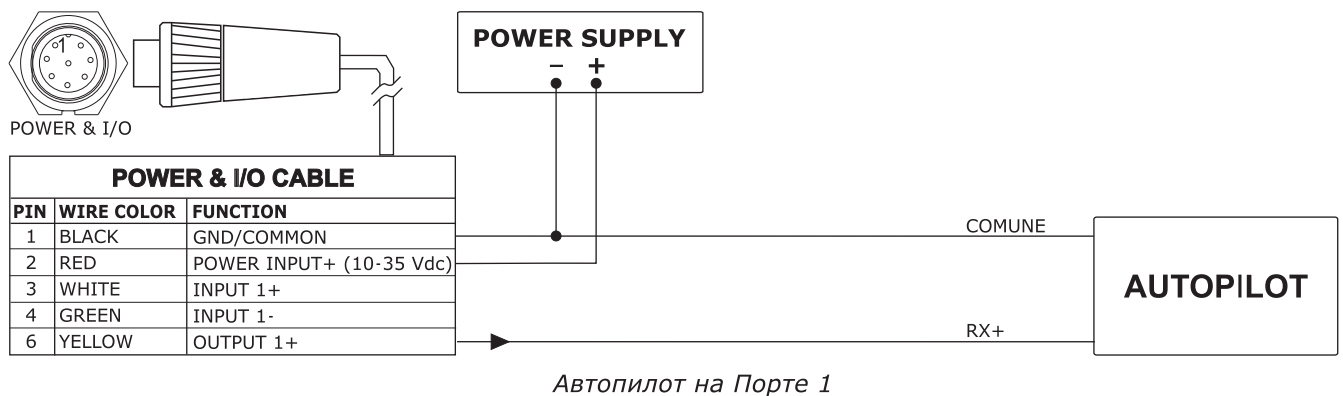 1
POWER & I/O
POWER SUPPLY
– +
POWER & I/O CABLE
PIN WIRE COLOR FUNCTION
1 BLACK GND/COMMON
2 RED POWER INPUT+ (10-35 Vdc)
3 WHITE INPUT 1+
4 GREEN INPUT 1-
6 YELLOW OUTPUT 1+
COMUNE
RX+
AUTOPILOT
Автопилот на Порте 1